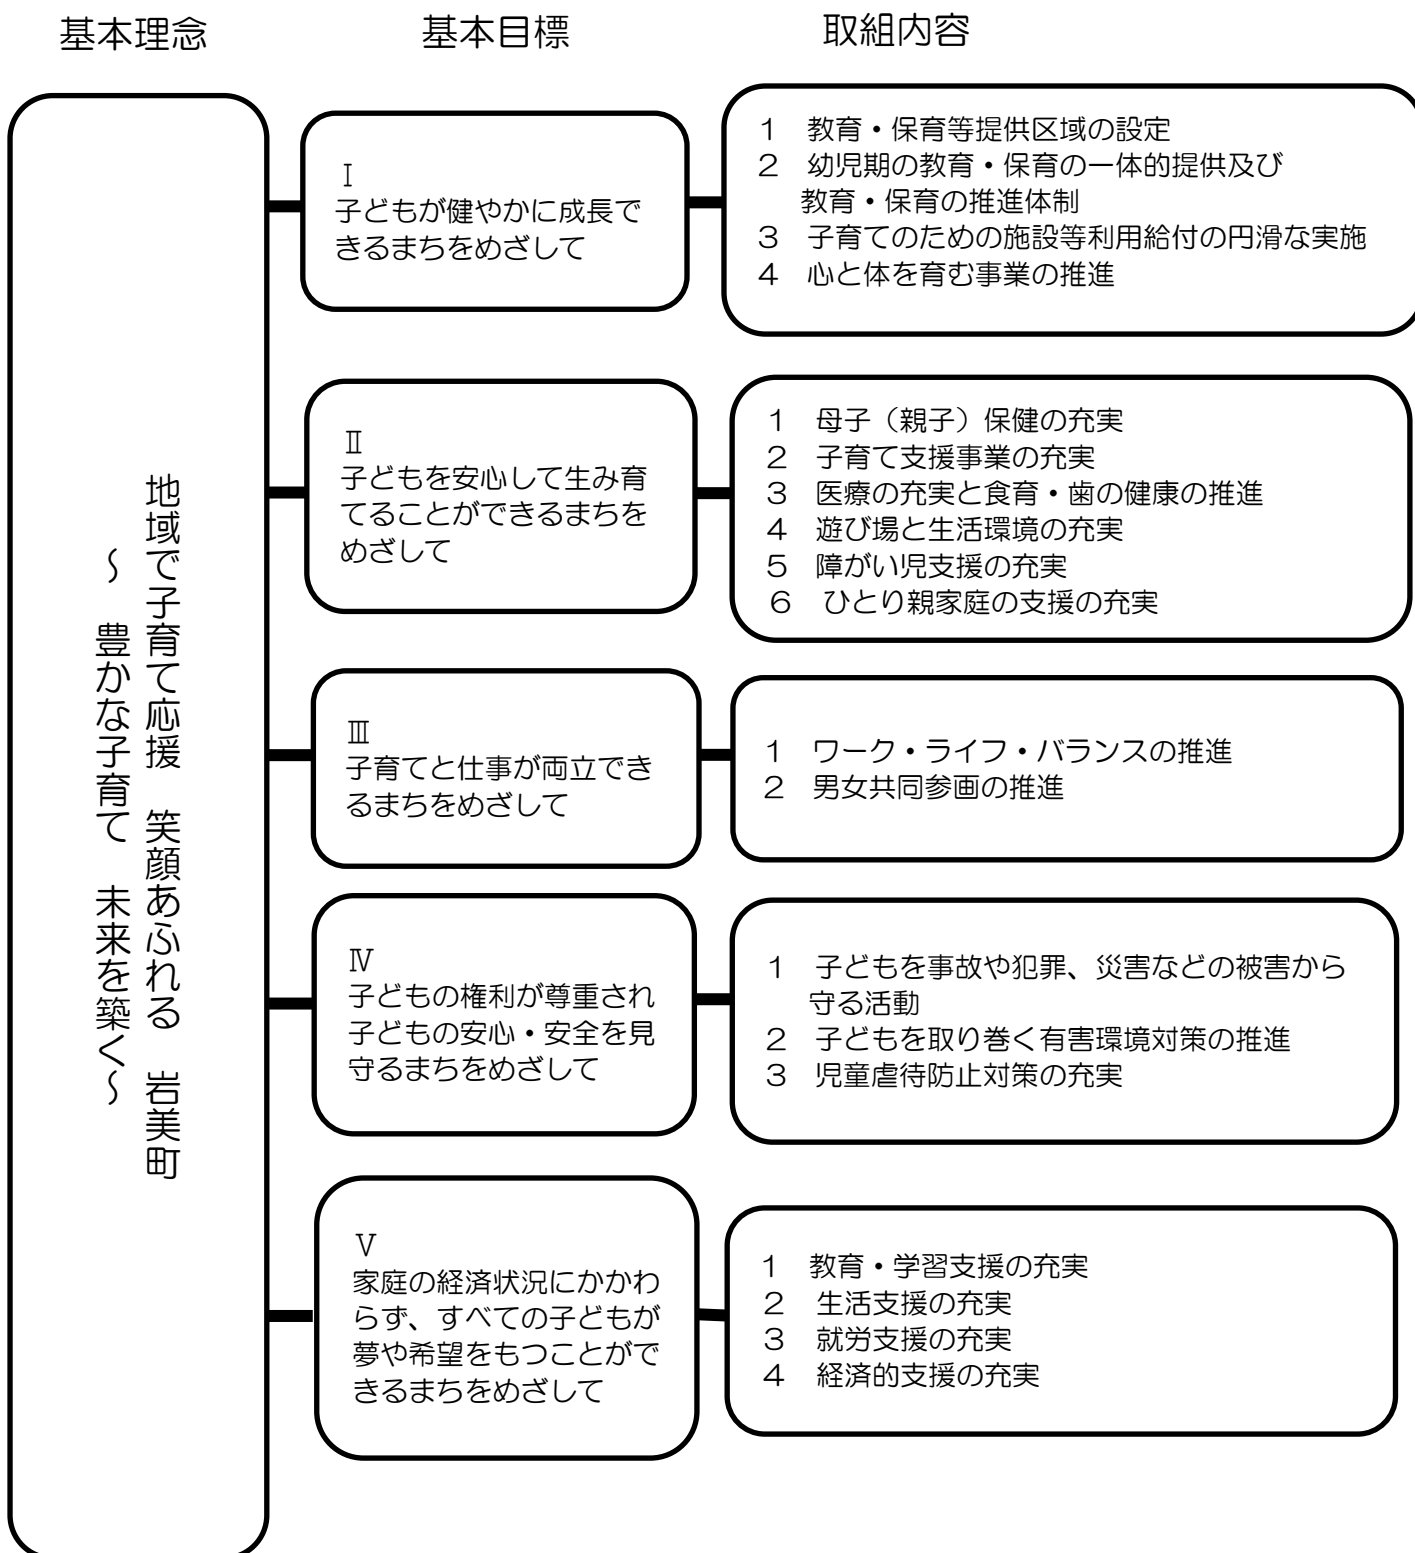 基本理念
基本目標
取組内容
地域で子育て応援　笑顔あふれる　岩美町
～　豊かな子育て　未来を築く～
Ⅰ
子どもが健やかに成長で
きるまちをめざして
１　教育・保育等提供区域の設定
２　幼児期の教育・保育の一体的提供及び
教育・保育の推進体制
３　子育てのための施設等利用給付の円滑な実施
４　心と体を育む事業の推進
Ⅱ
子どもを安心して生み育
てることができるまちを
めざして
１　母子（親子）保健の充実
２　子育て支援事業の充実
３　医療の充実と食育・歯の健康の推進
４　遊び場と生活環境の充実
５　障がい児支援の充実
６　ひとり親家庭の支援の充実
Ⅲ
子育てと仕事が両立でき
るまちをめざして
１　ワーク・ライフ・バランスの推進
２　男女共同参画の推進
Ⅳ
子どもの権利が尊重され
子どもの安心・安全を見
守るまちをめざして
１　子どもを事故や犯罪、災害などの被害から
守る活動
２　子どもを取り巻く有害環境対策の推進
３　児童虐待防止対策の充実
Ⅴ
家庭の経済状況にかかわ
らず、すべての子どもが
夢や希望をもつことがで
きるまちをめざして
１　教育・学習支援の充実
２　生活支援の充実
３　就労支援の充実
４　経済的支援の充実